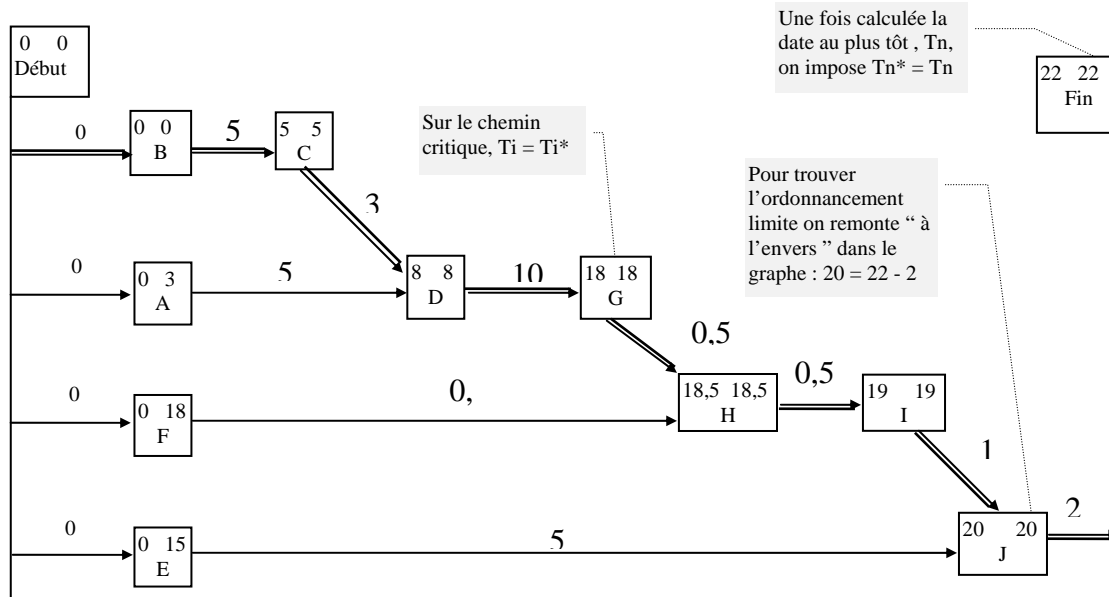 0 0
Début
Une fois calculée la
date au plus tôt , Tn,
on impose Tn* = Tn
22 22
Fin
0
0 0
B
5
5 5
C
Sur le chemin
critique, Ti = Ti*
3
Pour trouver
l’ordonnancement
limite on remonte “ à
l’envers ” dans le
graphe : 20 = 22 - 2
0
0 3
A
5
8 8
D
10
18 18
G
0,5
0
0 18
F
0,
18,5 18,5
H
0,5
19 19
I
1
0
0 15
E
5
20 20
J
2